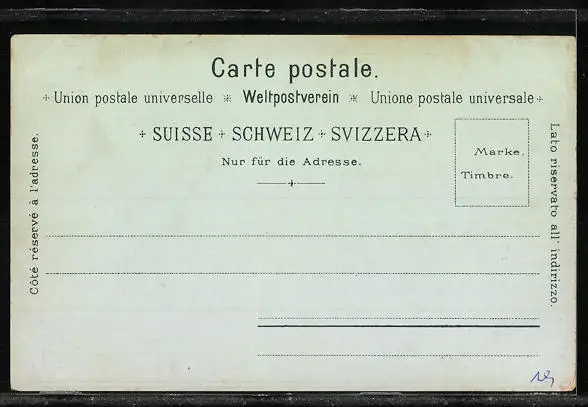 Carte postale.
Union postale universelle ⁎ Weltpostverein ⁎ Unione postale universale
SUISSE + SCHWEIZ + SVIZZERA
Nur für die Adresse.
Marke.
Timbre.
Côté réservé à l'adresse.
Lato riservato all' indirizzo.